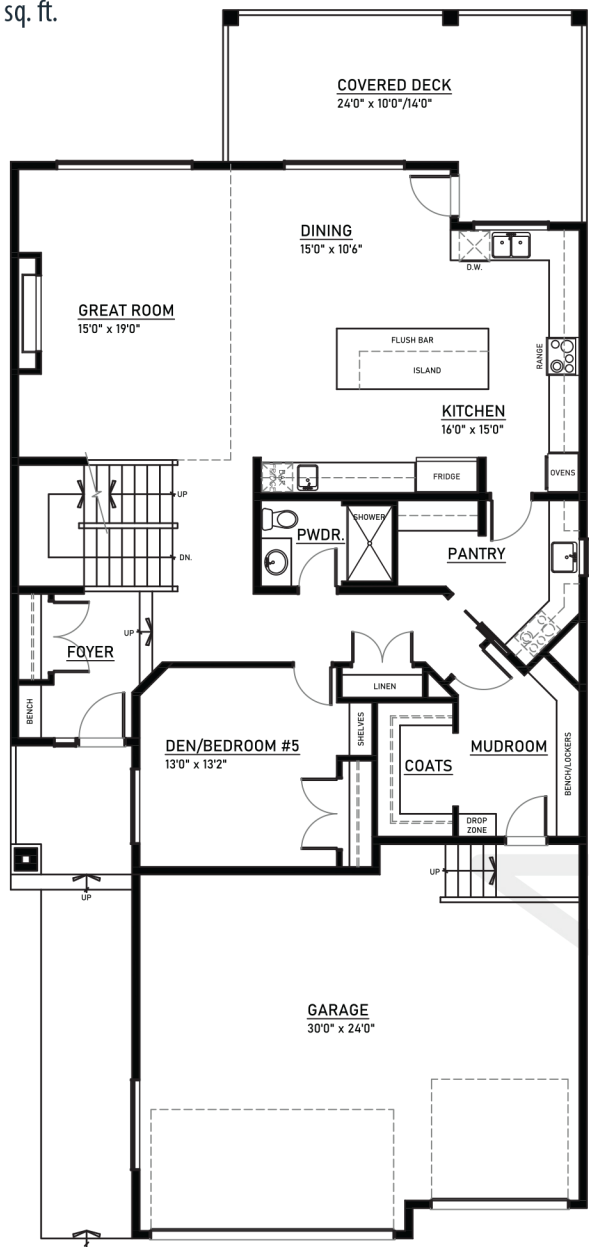 sq. ft.
COVERED DECK
24'0" x 10'0"/14'0"
DINING
15'0" x 10'6"
D.W.
GREAT ROOM
15'0" x 19'0"
FLUSH BAR
ISLAND
RANGE
KITCHEN
16'0" x 15'0"
FRIDGE
OVENS
UP
SHOWER
PWDR.
PANTRY
DN.
UP
FOYER
LINEN
BENCH
SHELVES
DEN/BEDROOM #5
13'0" x 13'2"
MUDROOM
COATS
BENCH/LOCKERS
DROP
ZONE
UP
UP
GARAGE
30'0" x 24'0"